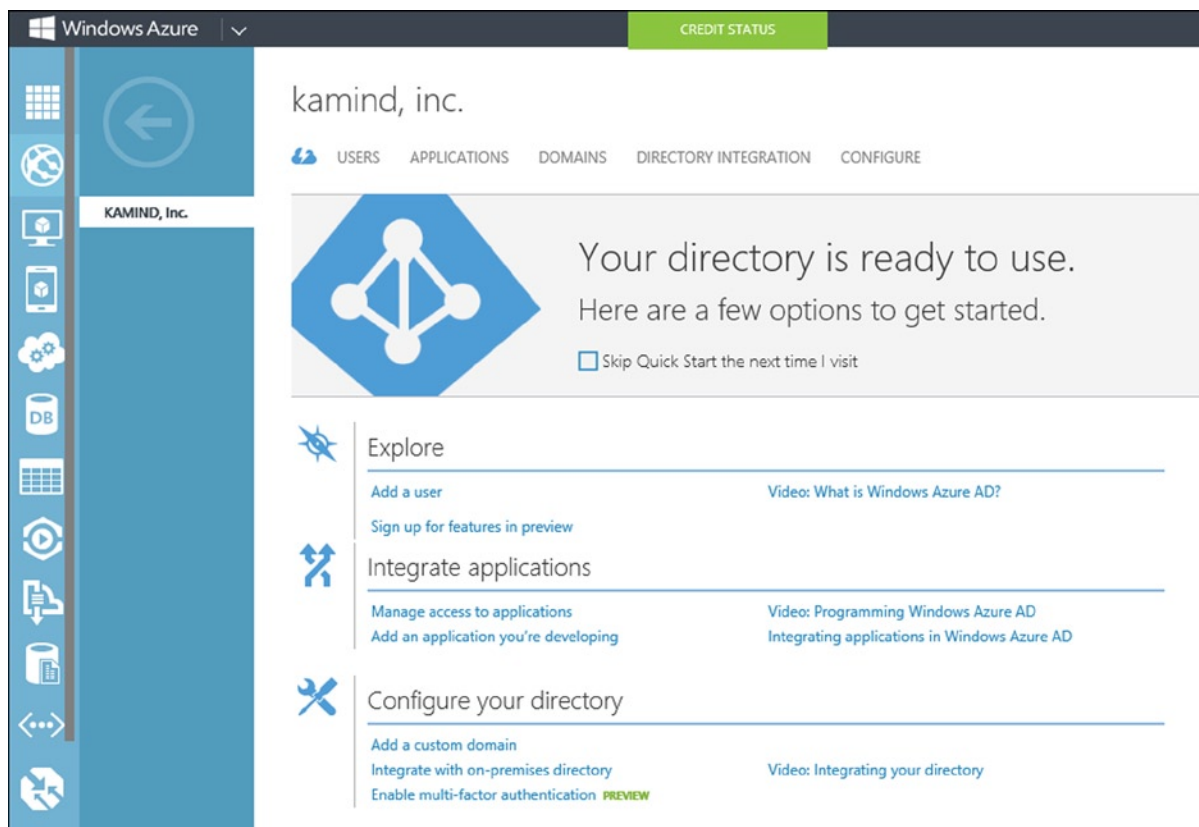 Windows Azure
CREDIT STATUS
kamind, inc.
USERS APPLICATIONS DOMAINS DIRECTORY INTEGRATION CONFIGURE
KAMIND, Inc.
Your directory is ready to use.
Here are a few options to get started.
Skip Quick Start the next time I visit
Explore
Add a user Video: What is Windows Azure AD?
Sign up for features in preview
Integrate applications
Manage access to applications Video: Programming Windows Azure AD
Add an application you're developing Integrating applications in Windows Azure AD
Configure your directory
Add a custom domain
Integrate with on-premises directory Video: Integrating your directory
Enable multi-factor authentication PREVIEW
DB